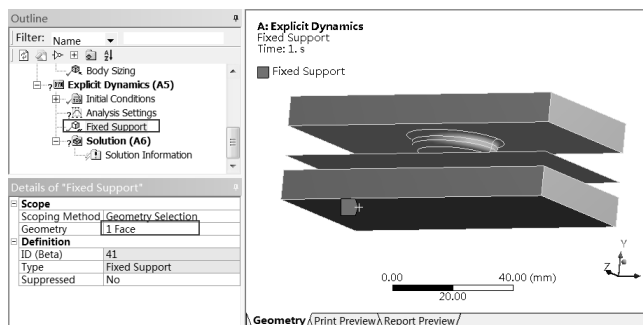 Outline
Filter: Name
Body Sizing
Explicit Dynamics (A5)
Initial Conditions
Analysis Settings
Fixed Support
Solution (A6)
Solution Information
Details of "Fixed Support"
Scope
Scoping Method Geometry Selection
Geometry 1 Face
Definition
ID (Beta) 41
Type Fixed Support
Suppressed No
A: Explicit Dynamics
Fixed Support
Time: 1. s
Fixed Support
0.00 40.00 (mm)
20.00
Y
Z
X
Geometry Print Preview Report Preview